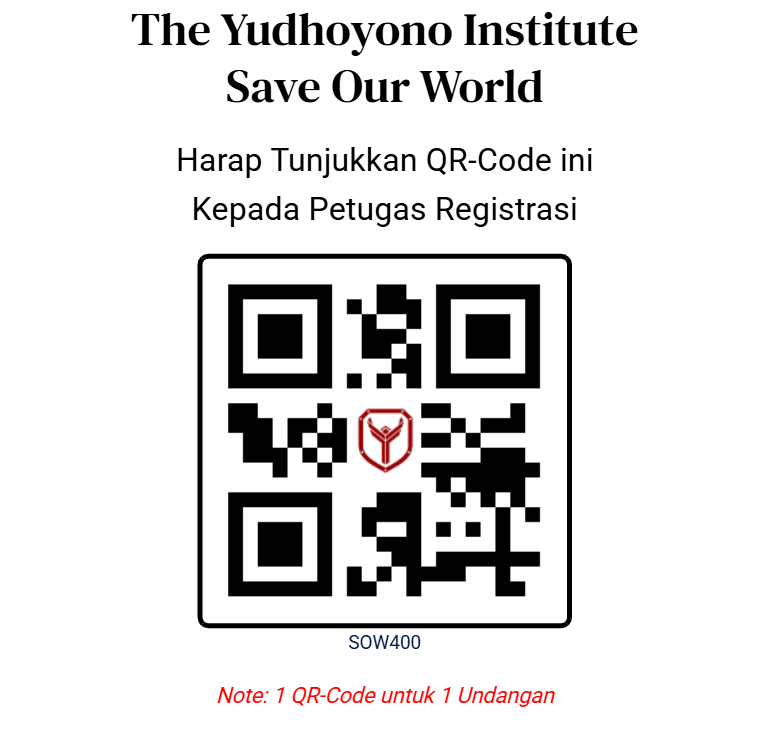 The Yudhoyono Institute
Save Our World
Harap Tunjukkan QR-Code ini
Kepada Petugas Registrasi
SOW400
Note: 1 QR-Code untuk 1 Undangan